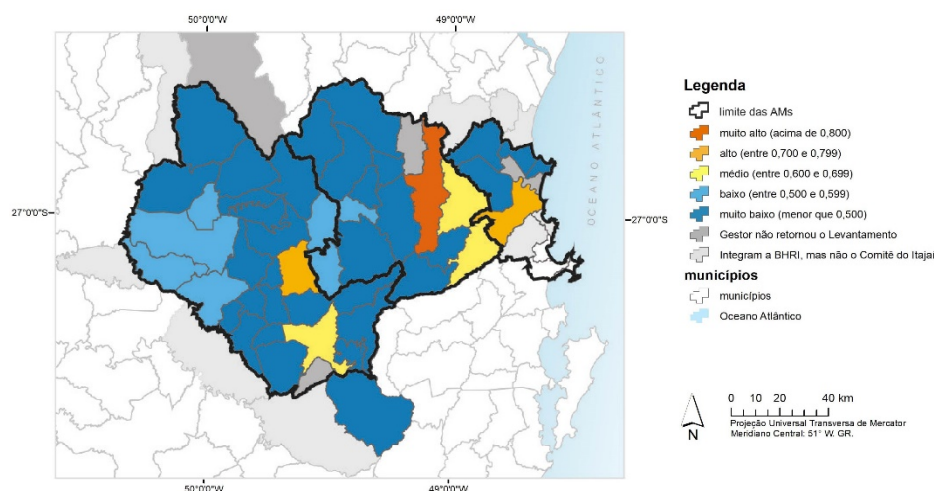 50°0'0"W
49°0'0"W
27°0'0"S
27°0'0"S
OCEANO ATLÂNTICO
50°0'0"W
49°0'0"W
Legenda
limite das AMs
muito alto (acima de 0,800)
alto (entre 0,700 e 0,799)
médio (entre 0,600 e 0,699)
baixo (entre 0,500 e 0,599)
muito baixo (menor que 0,500)
Gestor não retornou o Levantamento
Integram a BHRI, mas não o Comitê do Itajaí
municípios
municípios
Oceano Atlântico
N
0 10 20 30 40 km
Projeção Universal Transversa de Mercator
Meridiano Central: 51° W. GR.